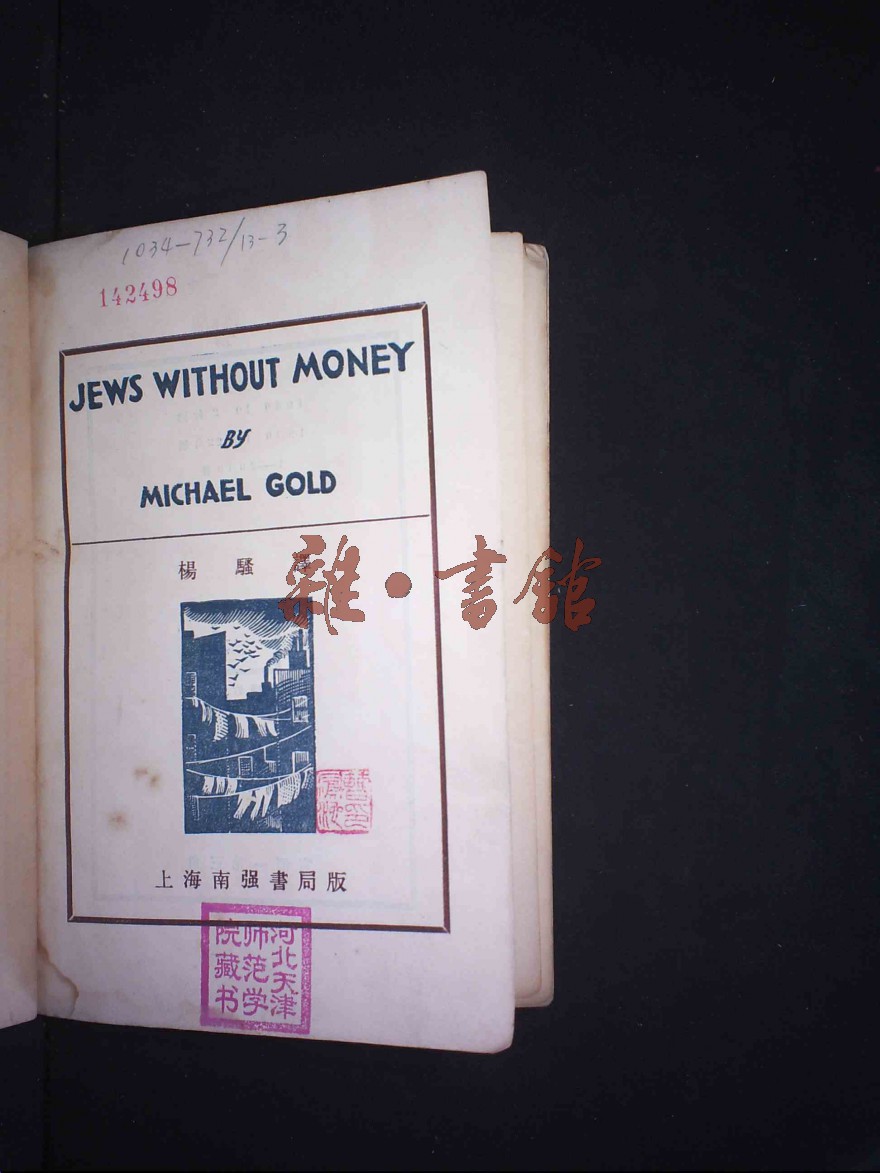 1034-732/13-3
142498
JEWS WITHOUT MONEY
BY
MICHAEL GOLD
楊騷譯
雜·書館
上海南强書局版
河北天津
师范学
院藏书